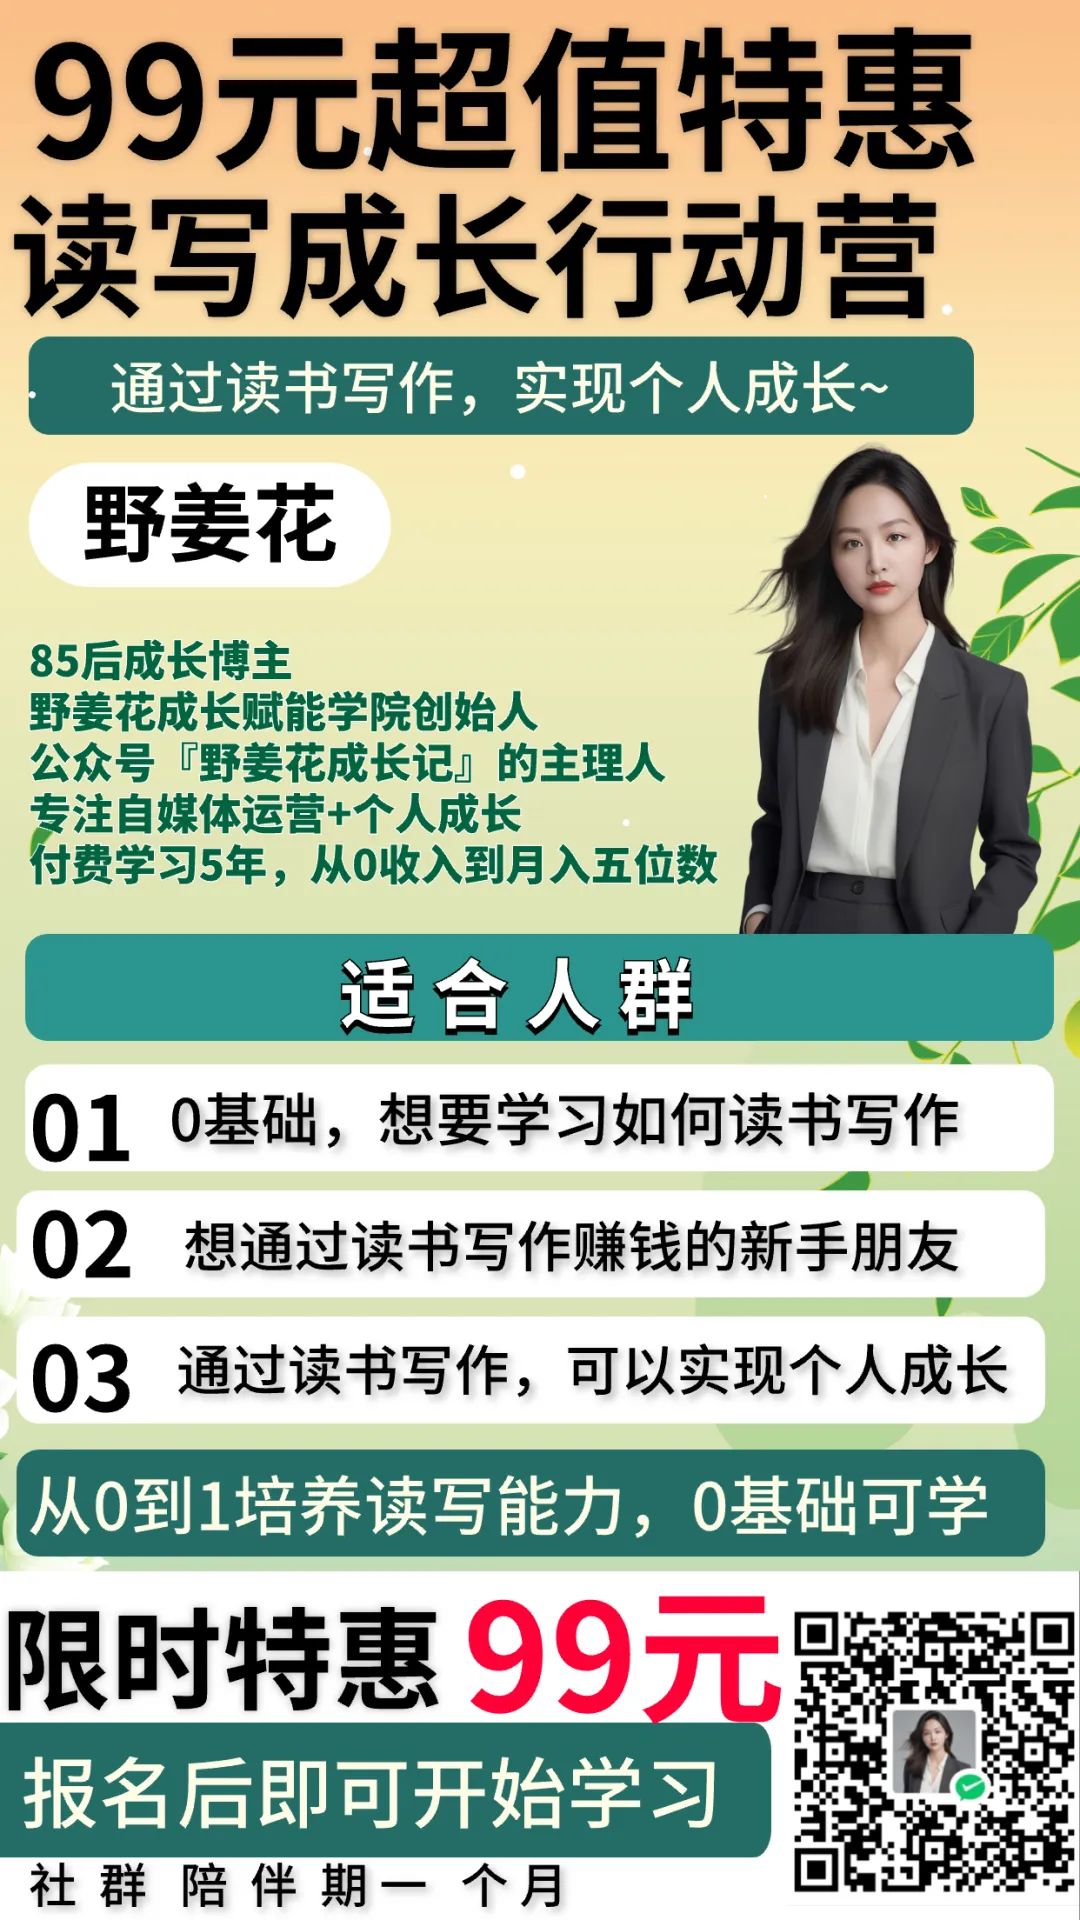 99元超值特惠
读写成长行动营
通过读书写作，实现个人成长~
野姜花
85后成长博主
野姜花成长赋能学院创始人
公众号『野姜花成长记』的主理人
专注自媒体运营+个人成长
付费学习5年，从0收入到月入五位数
适合人群
01 0基础，想要学习如何读书写作
02 想通过读书写作赚钱的新手朋友
03 通过读书写作，可以实现个人成长
从0到1培养读写能力，0基础可学
限时特惠 99元
报名后即可开始学习
社群陪伴期一个月